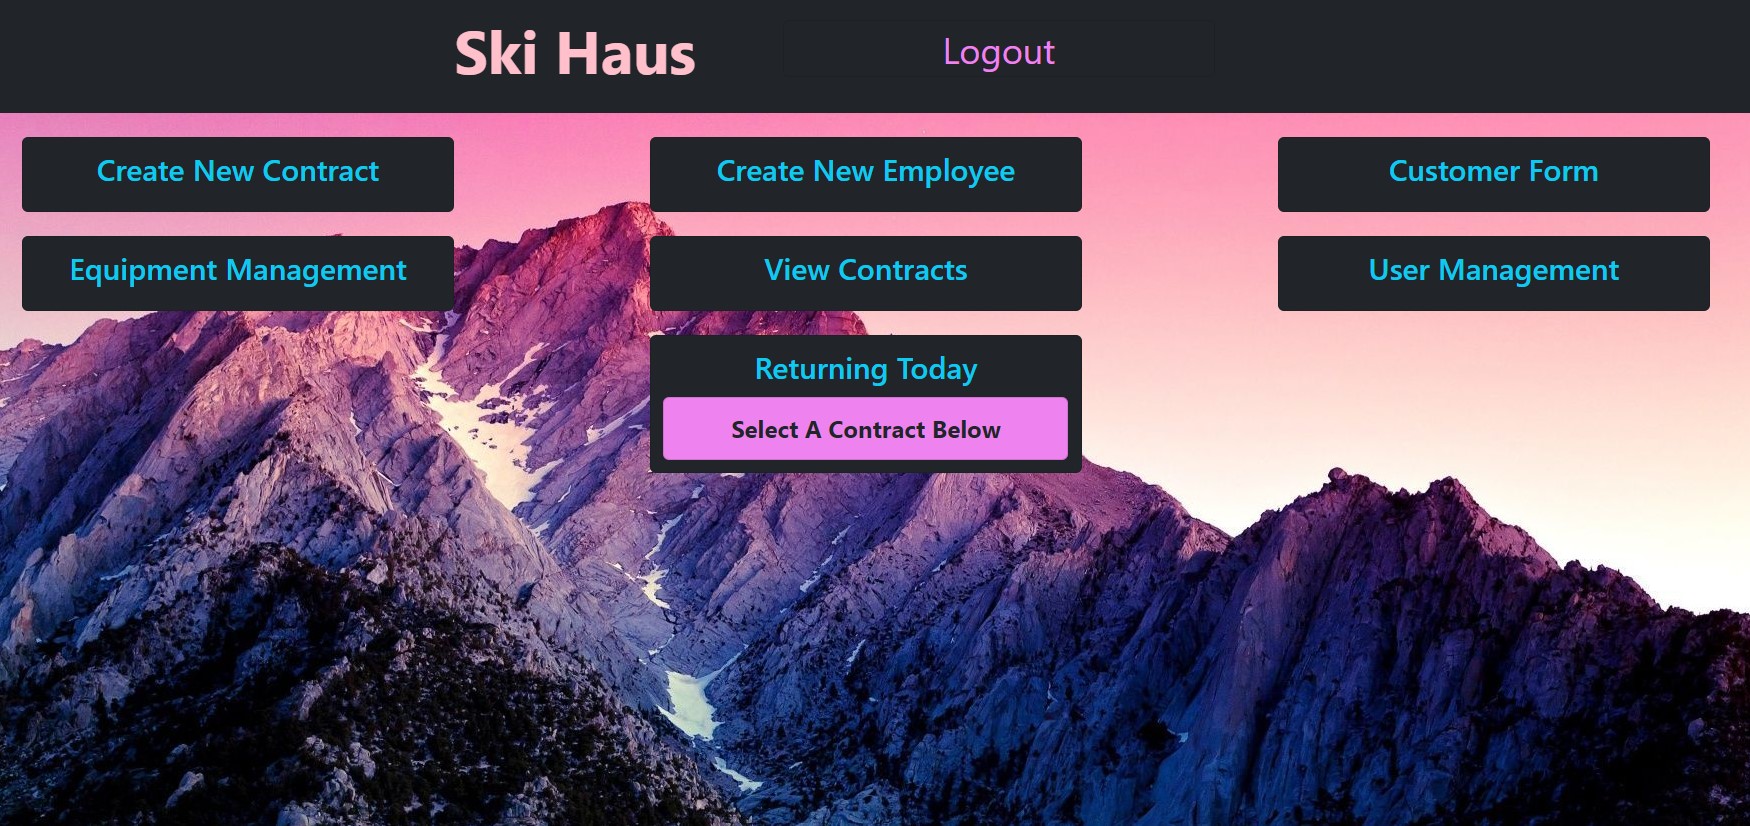 Ski Haus
Logout
Create New Contract
Create New Employee
Customer Form
Equipment Management
View Contracts
User Management
Returning Today
Select A Contract Below